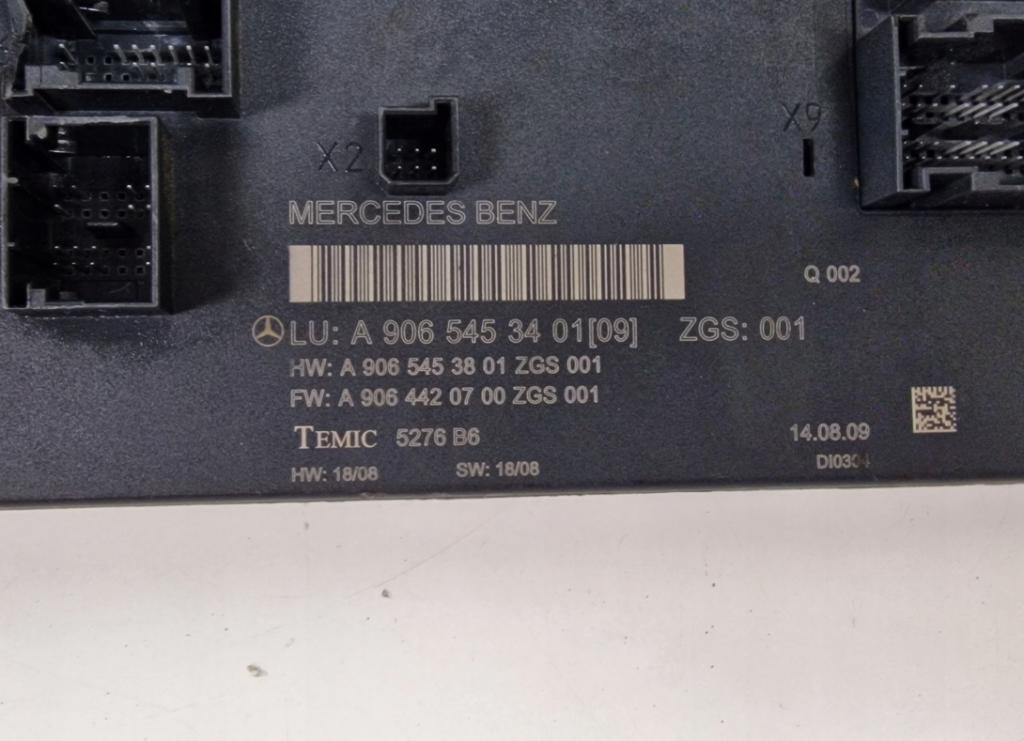 X2
X9
MERCEDES BENZ
Q 002
LU: A 906 545 34 01[09] ZGS: 001
HW: A 906 545 38 01 ZGS 001
FW: A 906 442 07 00 ZGS 001
TEMIC 5276 B6
14.08.09
HW: 18/08 SW: 18/08